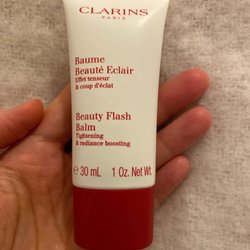 CLARINS
PARIS
Baume
Beauté Eclair
Effet tenseur
& coup d'éclat
Beauty Flash
Balm
Tightening
& radiance boosting
e 30 ml 1 Oz. Net Wt.